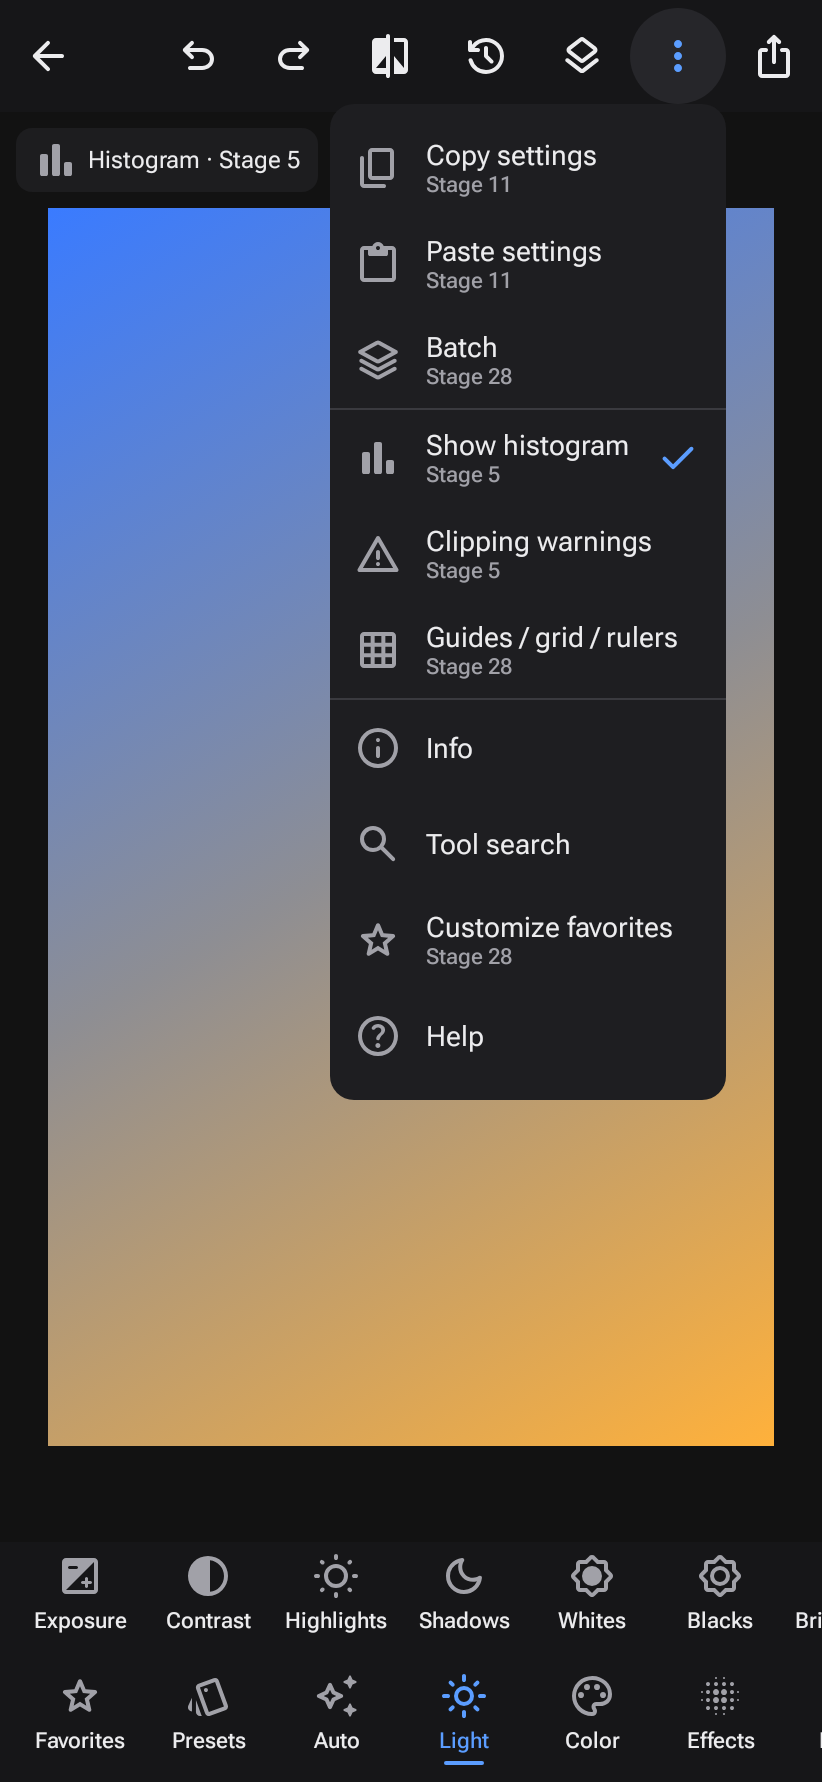 Histogram · Stage 5
Copy settings
Stage 11
Paste settings
Stage 11
Batch
Stage 28
Show histogram
Stage 5
Clipping warnings
Stage 5
Guides / grid / rulers
Stage 28
Info
Tool search
Customize favorites
Stage 28
Help
Exposure Contrast Highlights Shadows Whites Blacks Bri
Favorites Presets Auto Light Color Effects